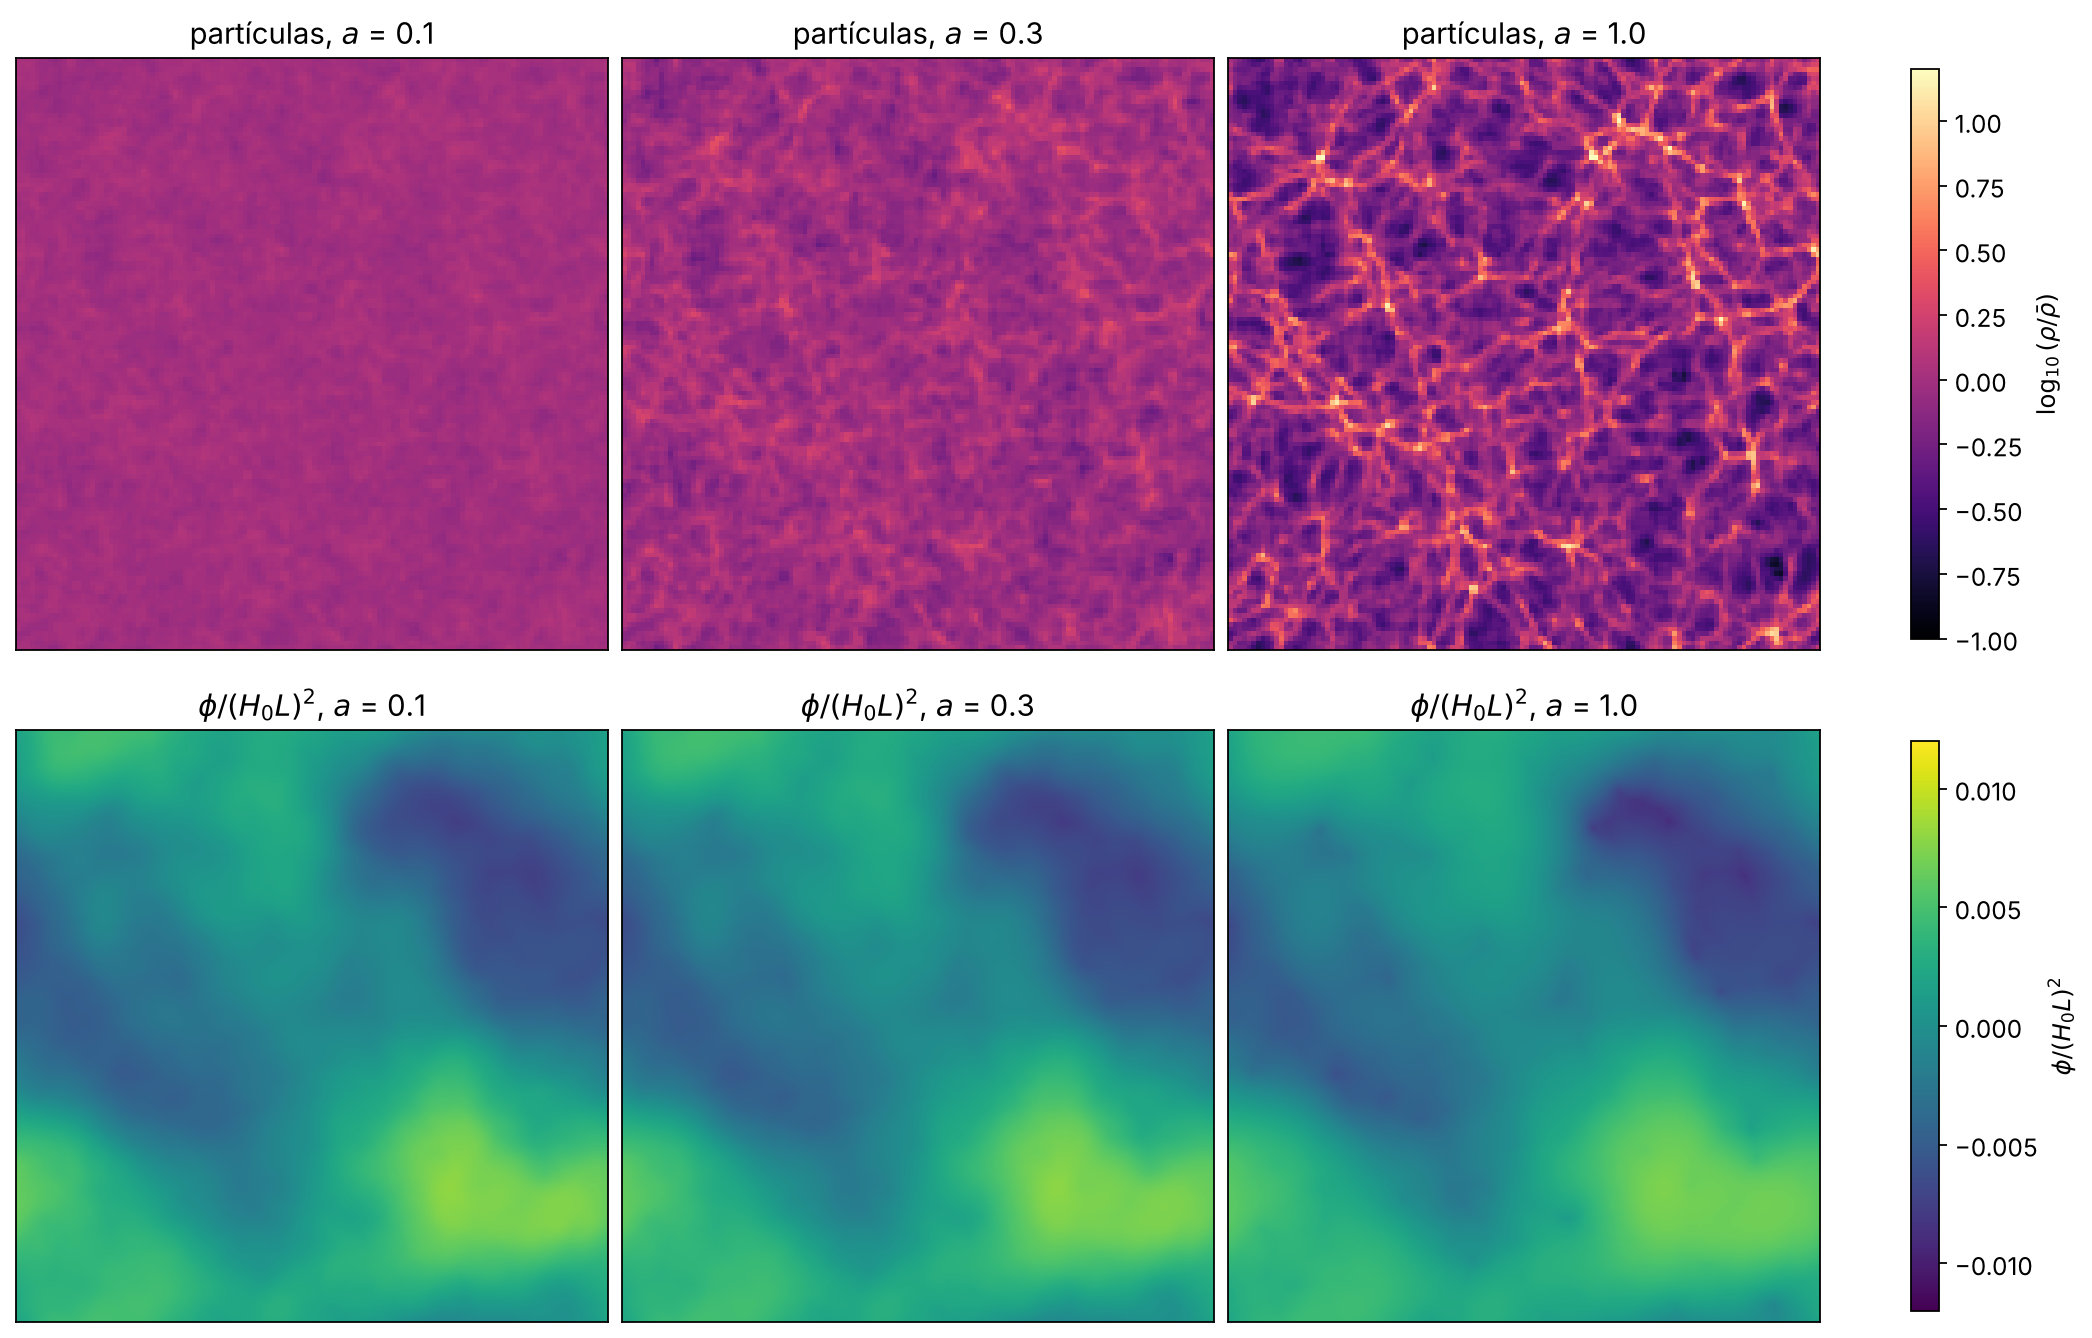 partículas, a = 0.1
partículas, a = 0.3
partículas, a = 1.0
1.00
0.75
0.50
0.25
0.00
−0.25
−0.50
−0.75
−1.00
log₁₀ (ρ/ρ̄)
ϕ/(H₀L)², a = 0.1
ϕ/(H₀L)², a = 0.3
ϕ/(H₀L)², a = 1.0
0.010
0.005
0.000
−0.005
−0.010
ϕ/(H₀L)²